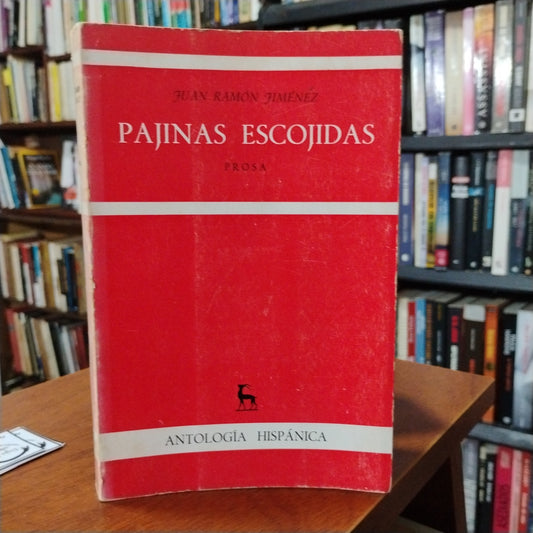 JUAN RAMÓN JIMÉNEZ
PAJINAS ESCOJIDAS
PROSA
ANTOLOGÍA HISPÁNICA